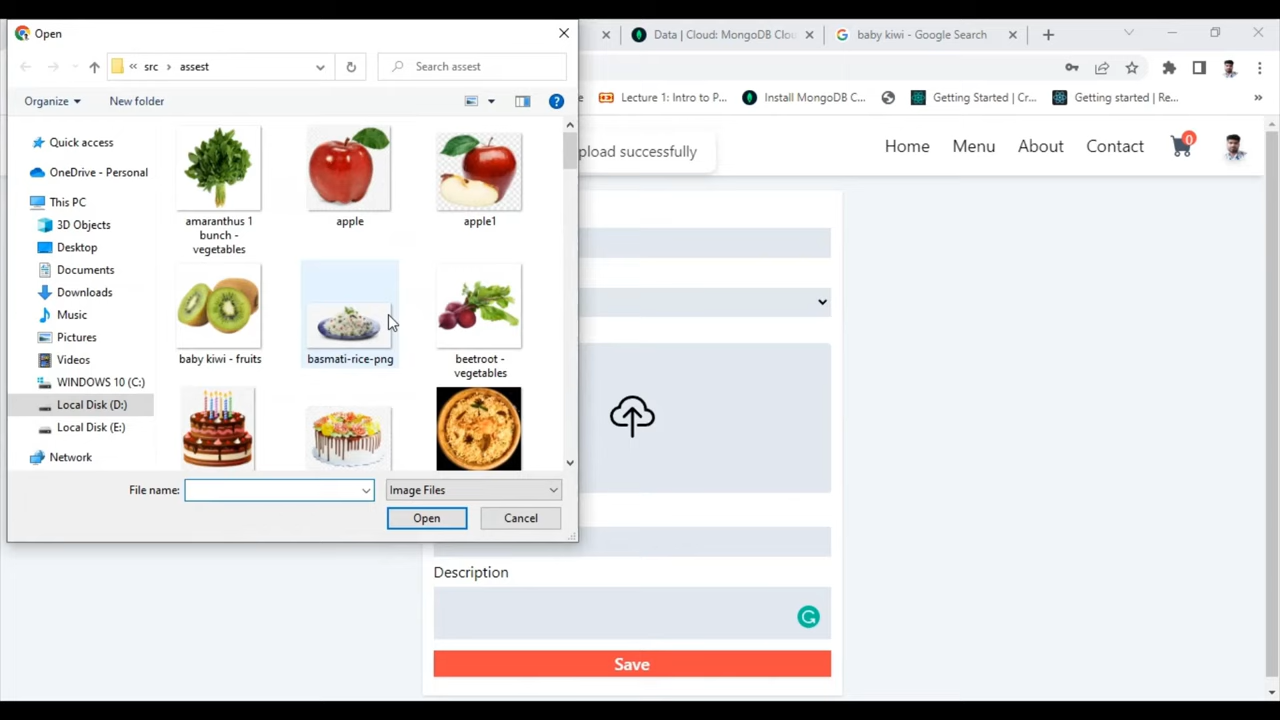 Open
Data | Cloud: MongoDB Clou
baby kiwi - Google Search
src
assest
Search assest
Organize
New folder
Lecture 1: Intro to P...
Install MongoDB C...
Getting Started | Cr...
Getting started | Re...
Quick access
OneDrive - Personal
This PC
3D Objects
Desktop
Documents
Downloads
Music
Pictures
Videos
WINDOWS 10 (C:)
Local Disk (D:)
Local Disk (E:)
Network
amaranthus 1
bunch -
vegetables
apple
apple1
baby kiwi - fruits
basmati-rice-png
beetroot -
vegetables
File name:
Image Files
Open
Cancel
pload successfully
Home
Menu
About
Contact
0
Description
Save